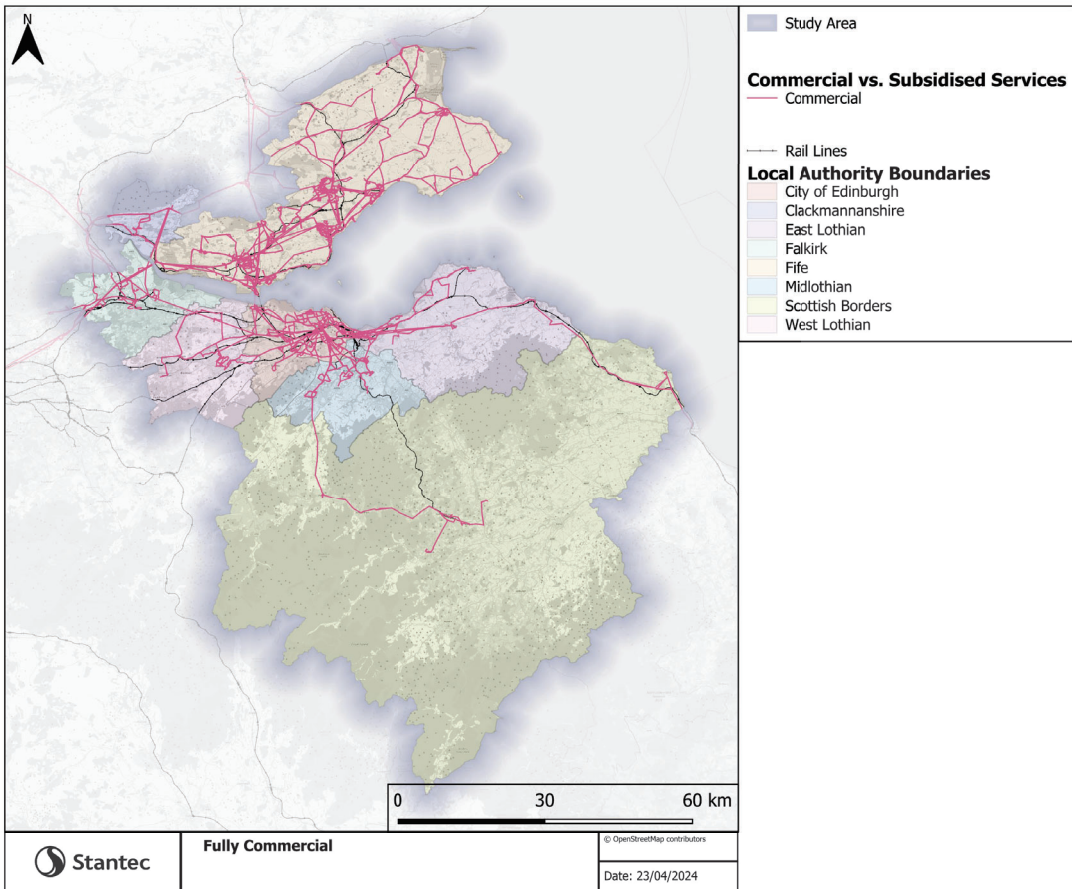 N
Study Area
Commercial vs. Subsidised Services
Commercial
Rail Lines
Local Authority Boundaries
City of Edinburgh
Clackmannanshire
East Lothian
Falkirk
Fife
Midlothian
Scottish Borders
West Lothian
0 30 60 km
Stantec
Fully Commercial
© OpenStreetMap contributors
Date: 23/04/2024